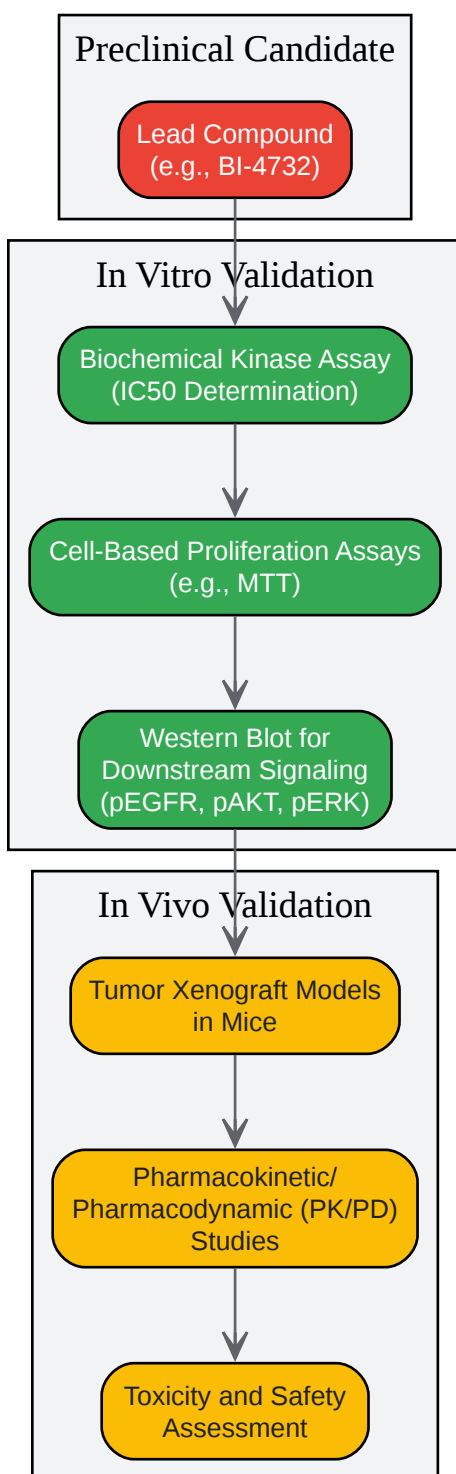 Preclinical Candidate
Lead Compound
(e.g., BI-4732)
In Vitro Validation
Biochemical Kinase Assay
(IC50 Determination)
Cell-Based Proliferation Assays
(e.g., MTT)
Western Blot for
Downstream Signaling
(pEGFR, pAKT, pERK)
In Vivo Validation
Tumor Xenograft Models
in Mice
Pharmacokinetic/
Pharmacodynamic (PK/PD)
Studies
Toxicity and Safety
Assessment